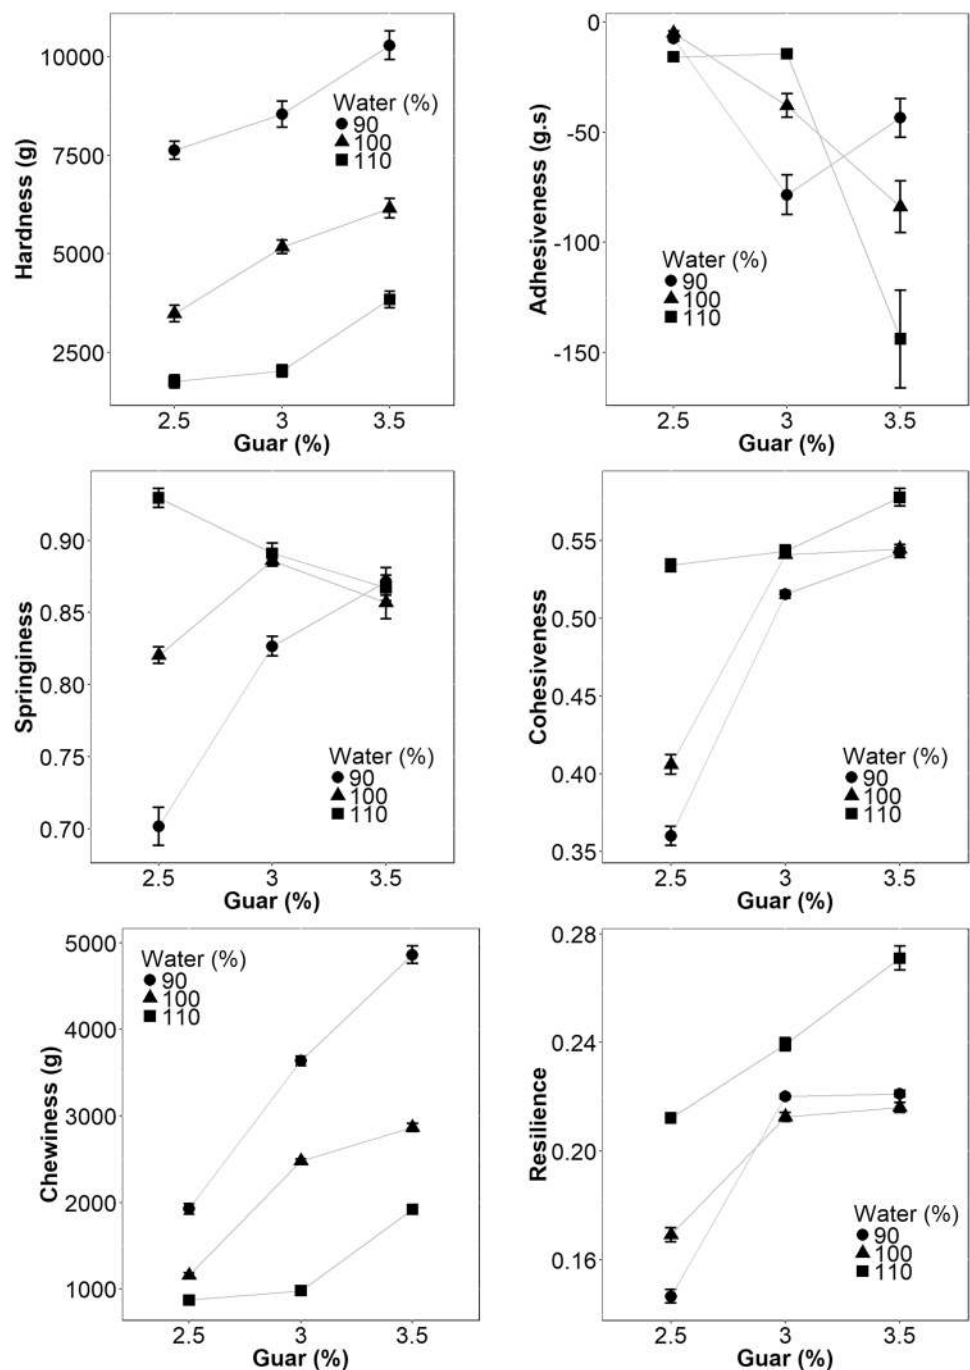 Hardness (g)
10000
7500
5000
2500
Water (%)
90
100
110
2.5 3 3.5
Guar (%)
Adhesiveness (g.s)
0
-50
-100
-150
Water (%)
90
100
110
2.5 3 3.5
Guar (%)
Springiness
0.90
0.85
0.80
0.75
0.70
Water (%)
90
100
110
2.5 3 3.5
Guar (%)
Cohesiveness
0.55
0.50
0.45
0.40
0.35
Water (%)
90
100
110
2.5 3 3.5
Guar (%)
Chewiness (g)
5000
4000
3000
2000
1000
Water (%)
90
100
110
2.5 3 3.5
Guar (%)
Resilience
0.28
0.24
0.20
0.16
Water (%)
90
100
110
2.5 3 3.5
Guar (%)